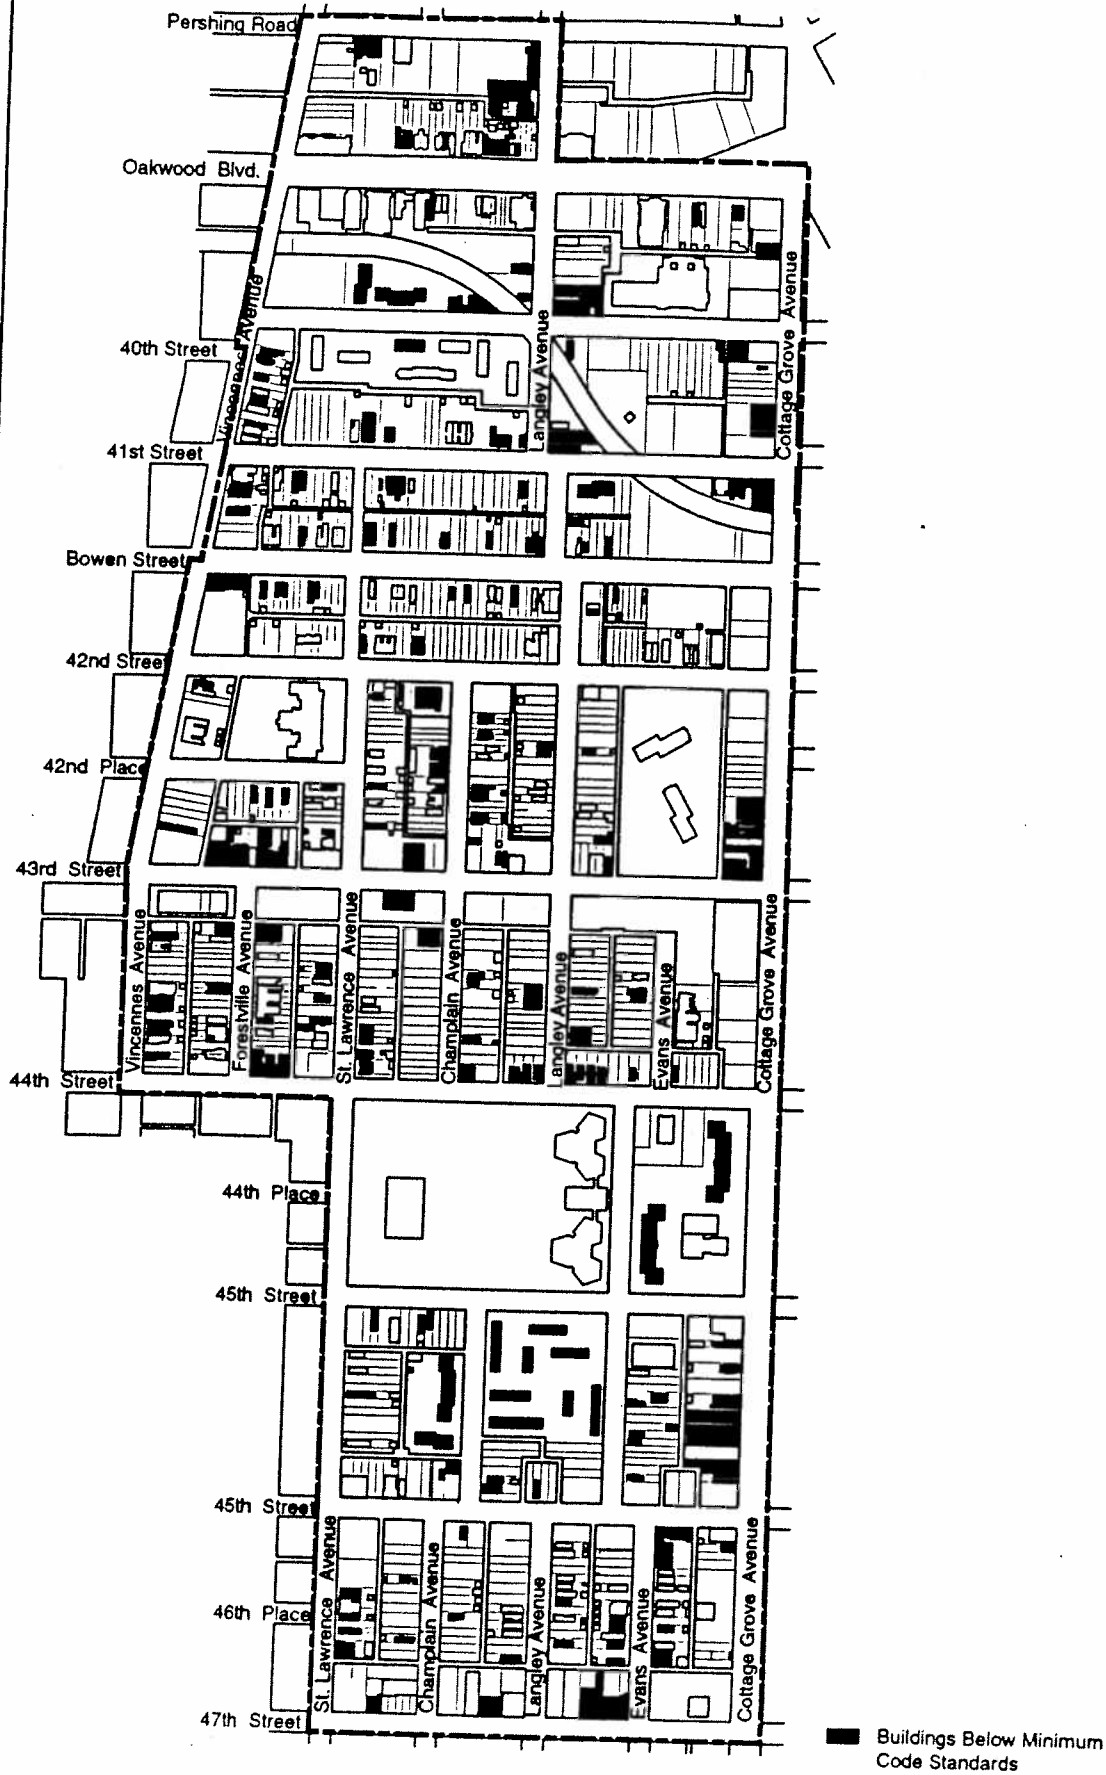 Pershing Road
Oakwood Blvd.
Vincennes Avenue
Cottage Grove Avenue
40th Street
Langley Avenue
41st Street
Bowen Street
42nd Street
42nd Place
43rd Street
Vincennes Avenue
Forestville Avenue
St. Lawrence Avenue
Champlain Avenue
Langley Avenue
Evans Avenue
Cottage Grove Avenue
44th Street
44th Place
45th Street
45th Street
St. Lawrence Avenue
Champlain Avenue
Langley Avenue
Evans Avenue
Cottage Grove Avenue
46th Place
47th Street
Buildings Below Minimum
Code Standards